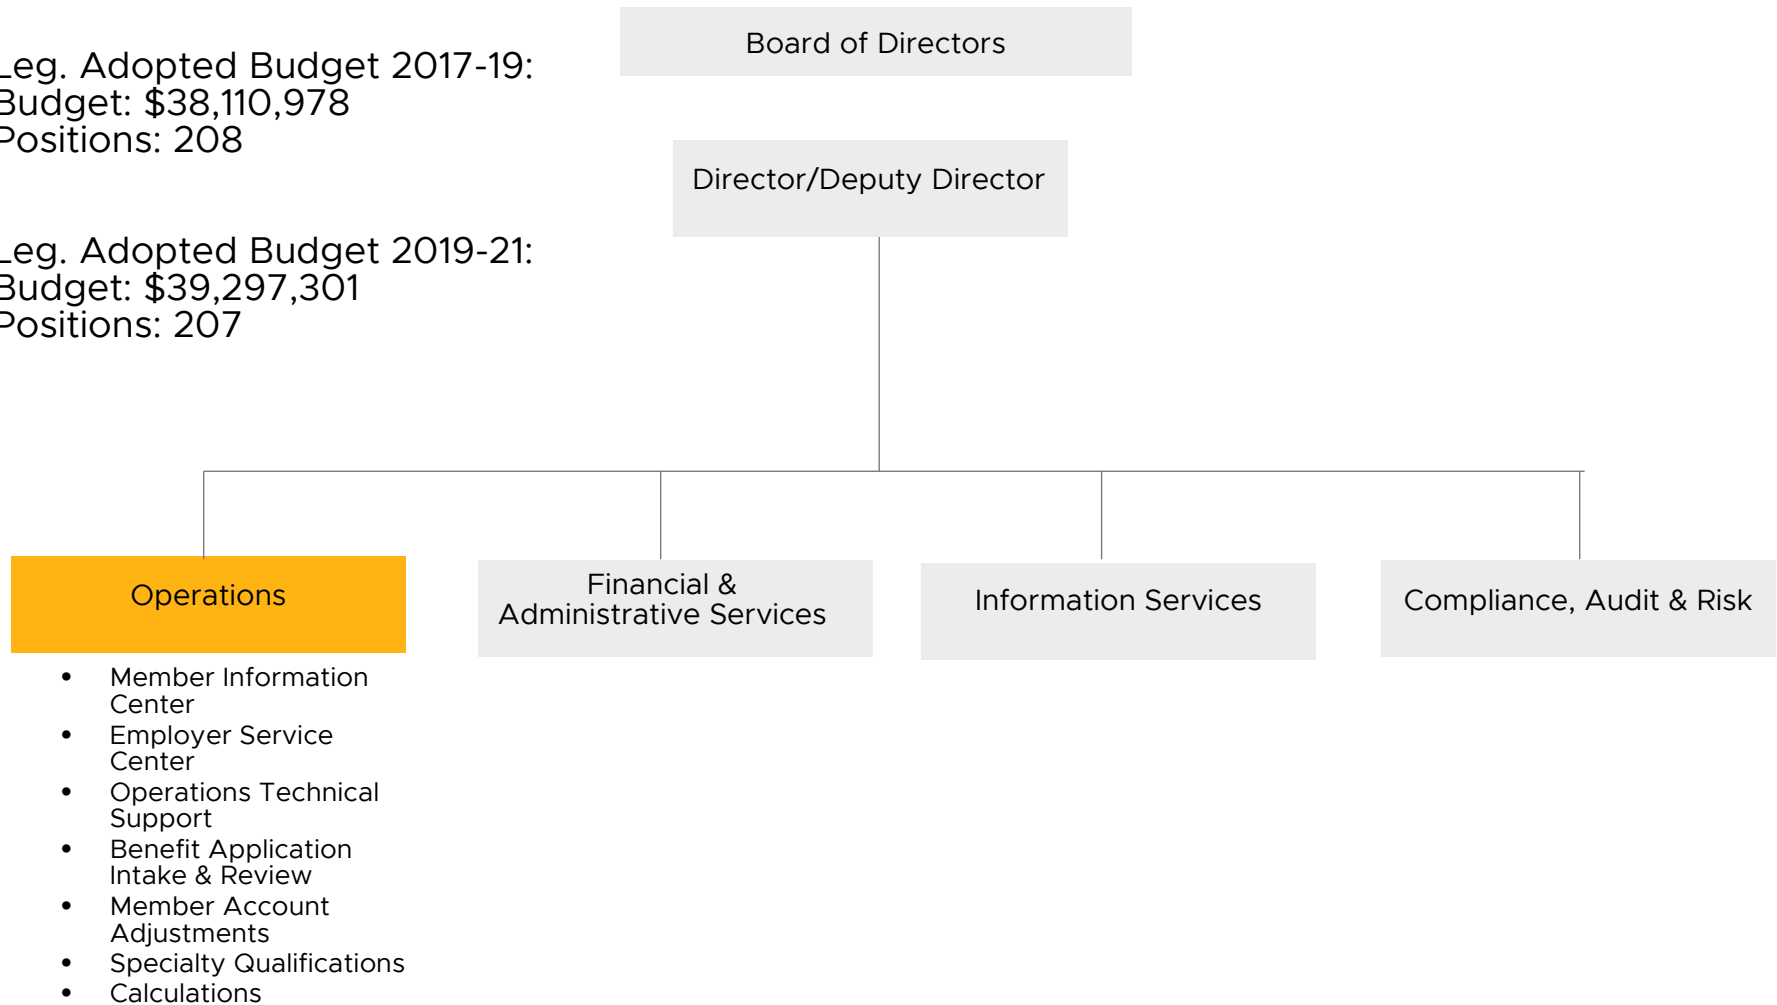 Board of Directors
Leg. Adopted Budget 2017-19:
Budget: $38,110,978
Positions: 208
Director/Deputy Director
Leg. Adopted Budget 2019-21:
Budget: $39,297,301
Positions: 207
Operations
Financial &
Administrative Services
Information Services
Compliance, Audit & Risk
• Member Information
Center
• Employer Service
Center
• Operations Technical
Support
• Benefit Application
Intake & Review
• Member Account
Adjustments
• Specialty Qualifications
• Calculations